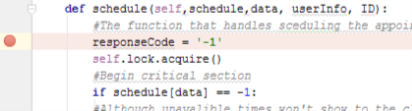 def schedule(self,schedule,data, userInfo, ID):
#The function that handles sceduling the appoi
responseCode = '-1'
self.lock.acquire()
#Begin critical section
if schedule[data] == -1:
#Although unavalible times won't show to the c